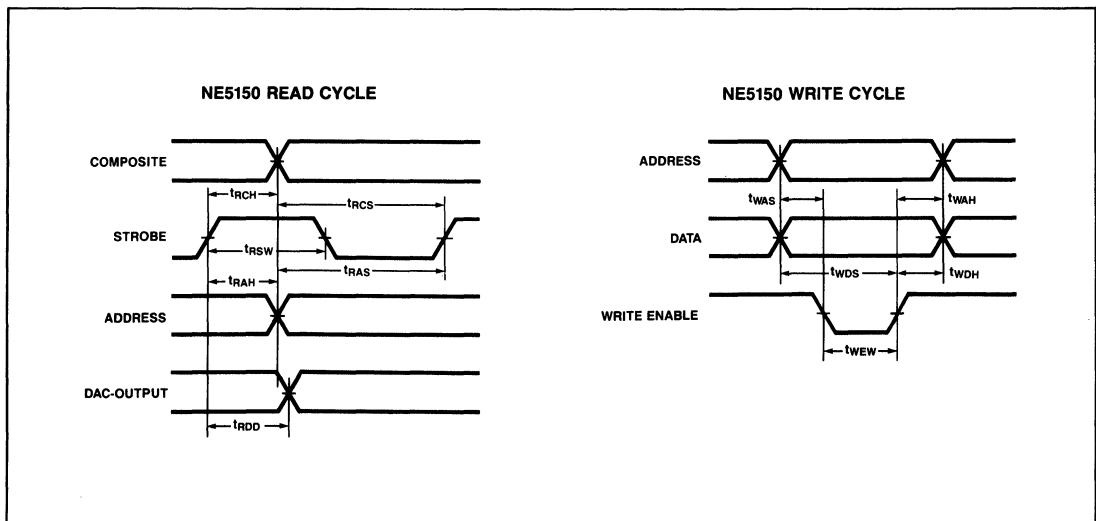 NE5150 READ CYCLE
COMPOSITE
tRCH
tRCS
STROBE
tRSW
tRAS
tRAH
ADDRESS
DAC-OUTPUT
tRDD
NE5150 WRITE CYCLE
ADDRESS
tWAS
tWAH
DATA
tWDS
tWDH
WRITE ENABLE
tWEW